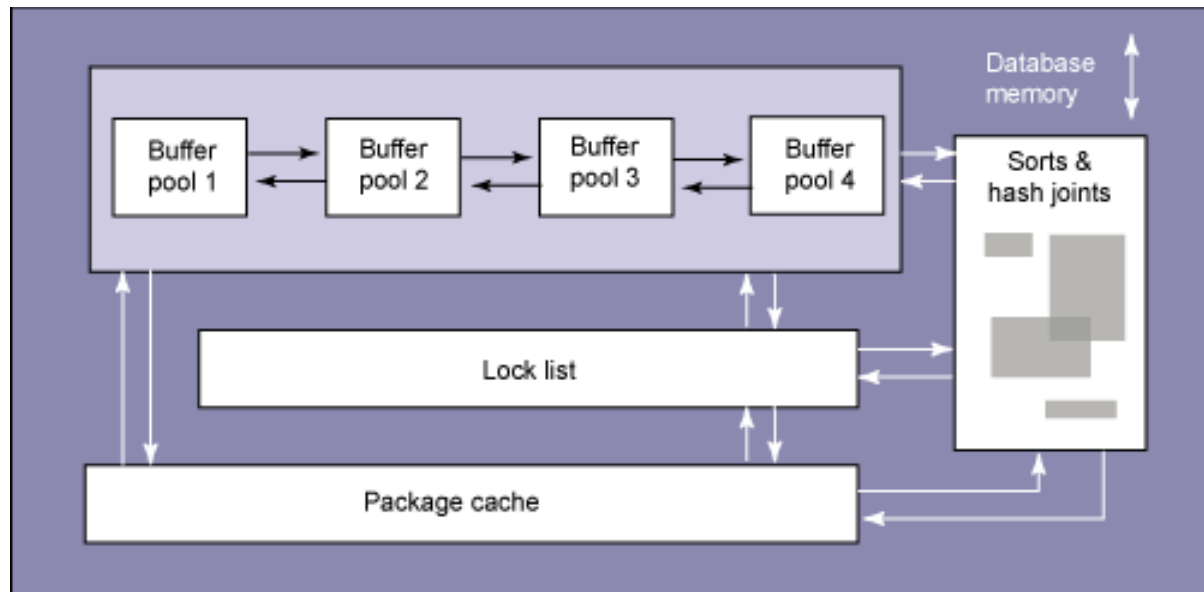 Database
memory
Buffer
pool 1
Buffer
pool 2
Buffer
pool 3
Buffer
pool 4
Sorts &
hash joints
Lock list
Package cache